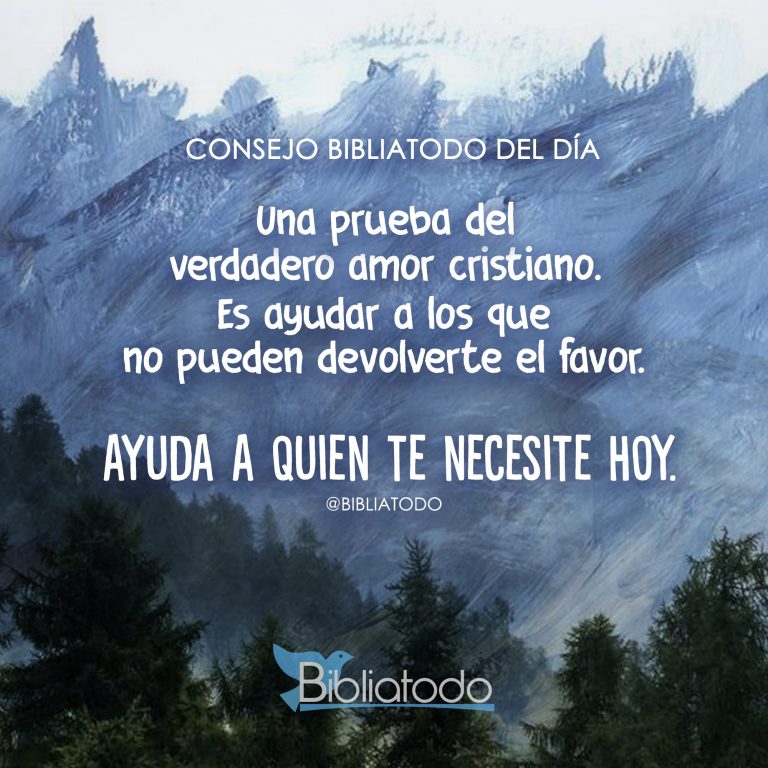 CONSEJO BIBLIATODO DEL DÍA
Una prueba del
verdadero amor cristiano.
Es ayudar a los que
no pueden devolverte el favor.
AYUDA A QUIEN TE NECESITE HOY.
@BIBLIATODO
Bibliatodo